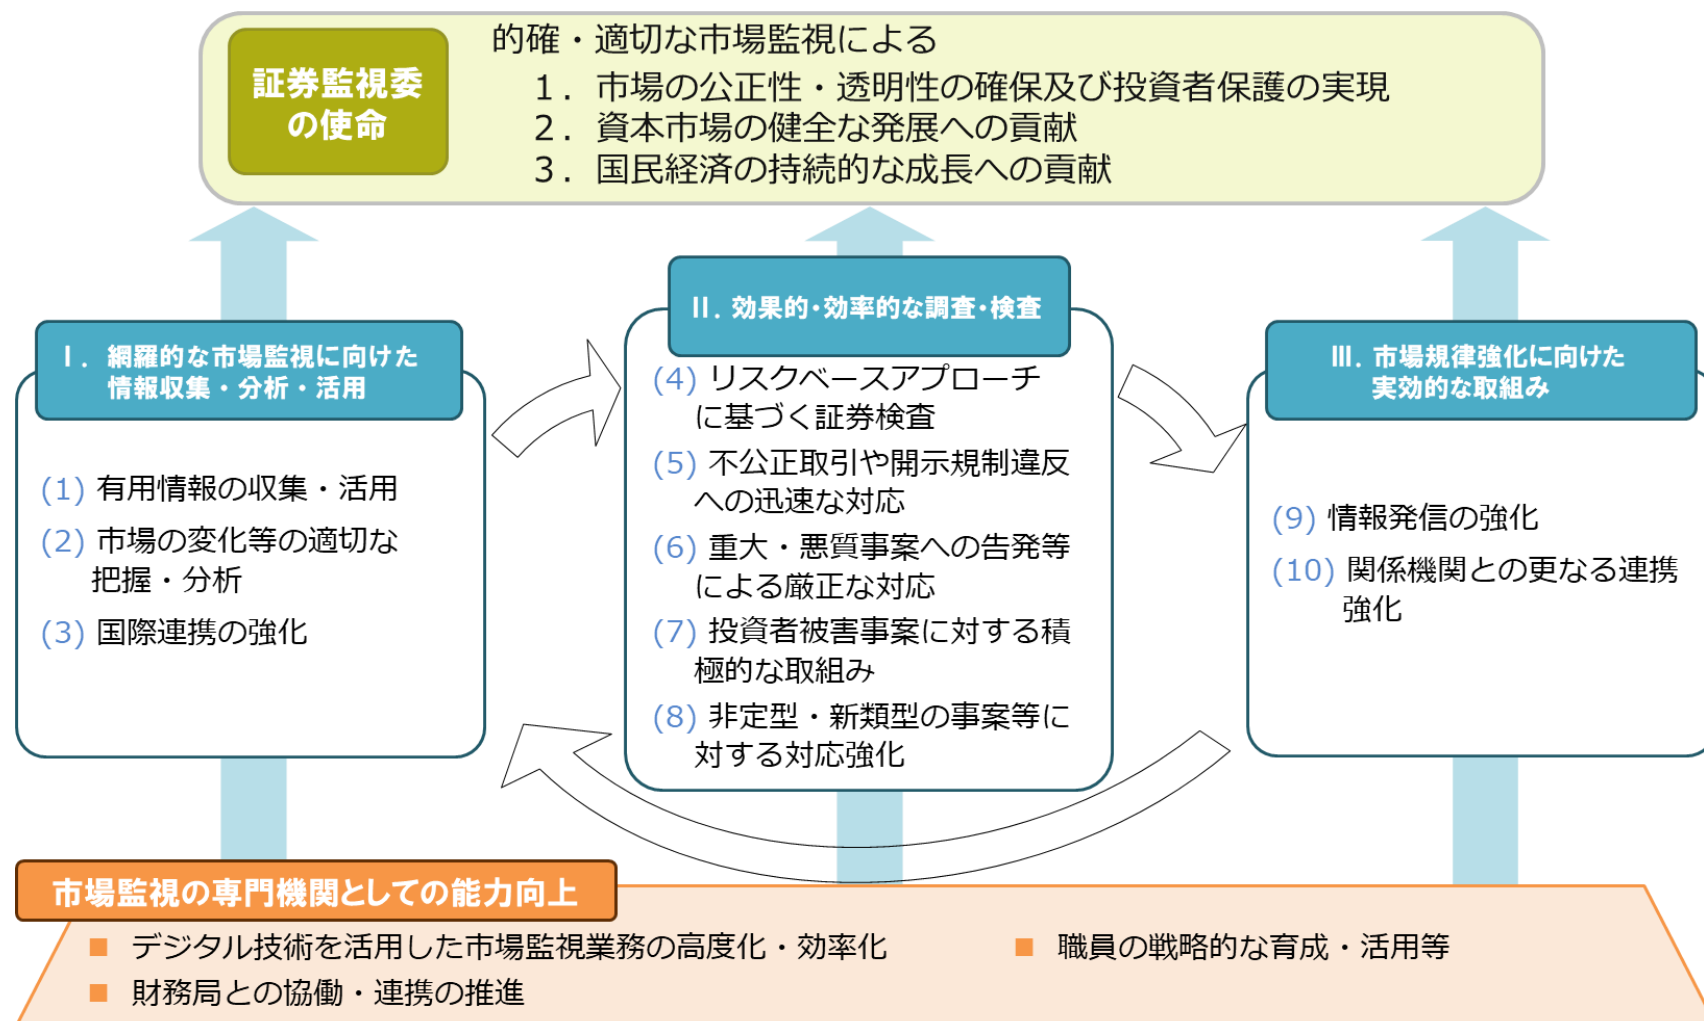 証券監視委
の使命
的確・適切な市場監視による
１．市場の公正性・透明性の確保及び投資者保護の実現
２．資本市場の健全な発展への貢献
３．国民経済の持続的な成長への貢献
Ⅰ．網羅的な市場監視に向けた
情報収集・分析・活用
(1) 有用情報の収集・活用
(2) 市場の変化等の適切な
把握・分析
(3) 国際連携の強化
Ⅱ．効果的・効率的な調査・検査
(4) リスクベースアプローチ
に基づく証券検査
(5) 不公正取引や開示規制違反
への迅速な対応
(6) 重大・悪質事案への告発等
による厳正な対応
(7) 投資者被害事案に対する積
極的な取組み
(8) 非定型・新類型の事案等に
対する対応強化
Ⅲ．市場規律強化に向けた
実効的な取組み
(9) 情報発信の強化
(10) 関係機関との更なる連携
強化
市場監視の専門機関としての能力向上
■ デジタル技術を活用した市場監視業務の高度化・効率化
■ 財務局との協働・連携の推進
■ 職員の戦略的な育成・活用等